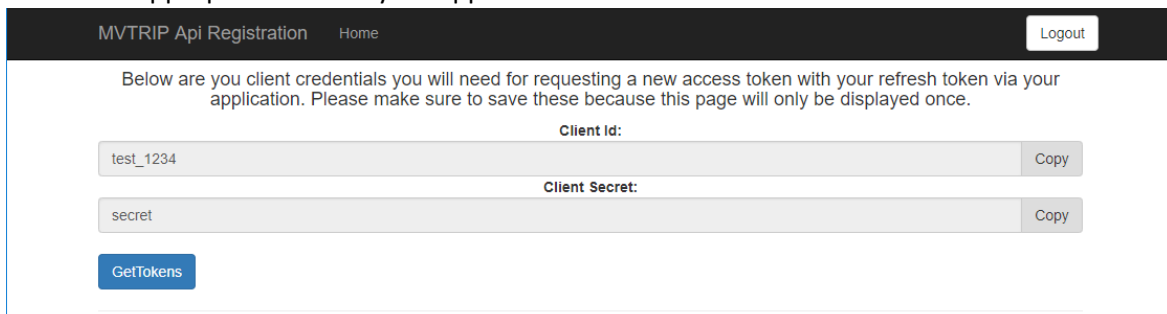 MVTRIP Api Registration Home Logout
Below are you client credentials you will need for requesting a new access token with your refresh token via your
application. Please make sure to save these because this page will only be displayed once.
Client Id:
test_1234 Copy
Client Secret:
secret Copy
GetTokens